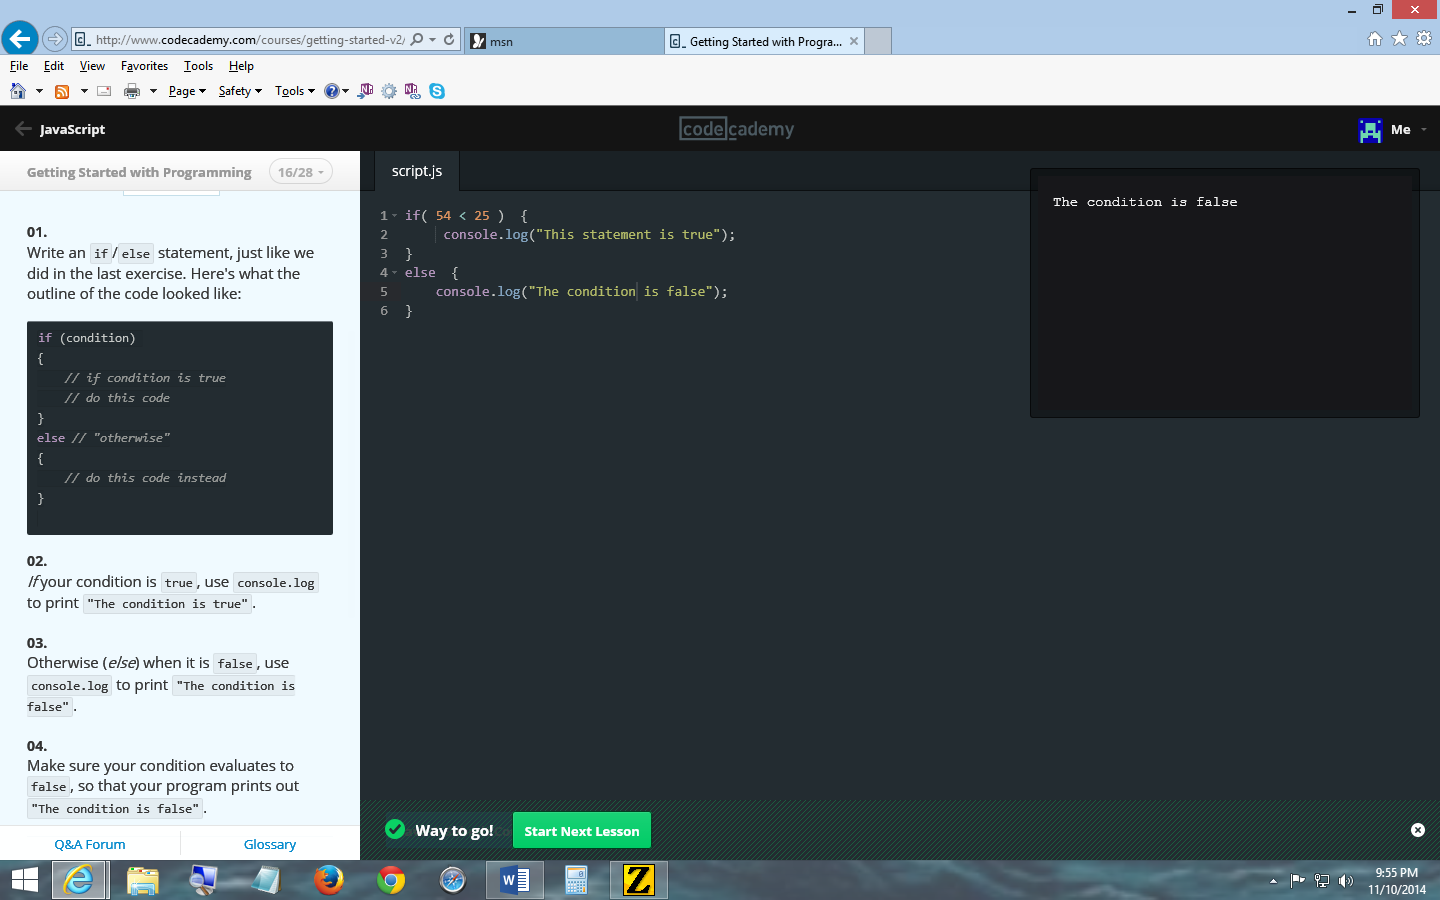 http://www.codecademy.com/courses/getting-started-v2/
msn
Getting Started with Progra...
File Edit View Favorites Tools Help
Page Safety Tools
JavaScript
codecademy
Me
Getting Started with Programming 16/28
script.js
01.
Write an if / else statement, just like we
did in the last exercise. Here's what the
outline of the code looked like:
if (condition)
{
// if condition is true
// do this code
}
else // "otherwise"
{
// do this code instead
}
02.
If your condition is true , use console.log
to print "The condition is true" .
03.
Otherwise (else) when it is false , use
console.log to print "The condition is
false" .
04.
Make sure your condition evaluates to
false , so that your program prints out
"The condition is false" .
Q&A Forum Glossary
1 if( 54 < 25 ) {
2 console.log("This statement is true");
3 }
4 else {
5 console.log("The condition is false");
6 }
The condition is false
Way to go! Start Next Lesson
9:55 PM
11/10/2014